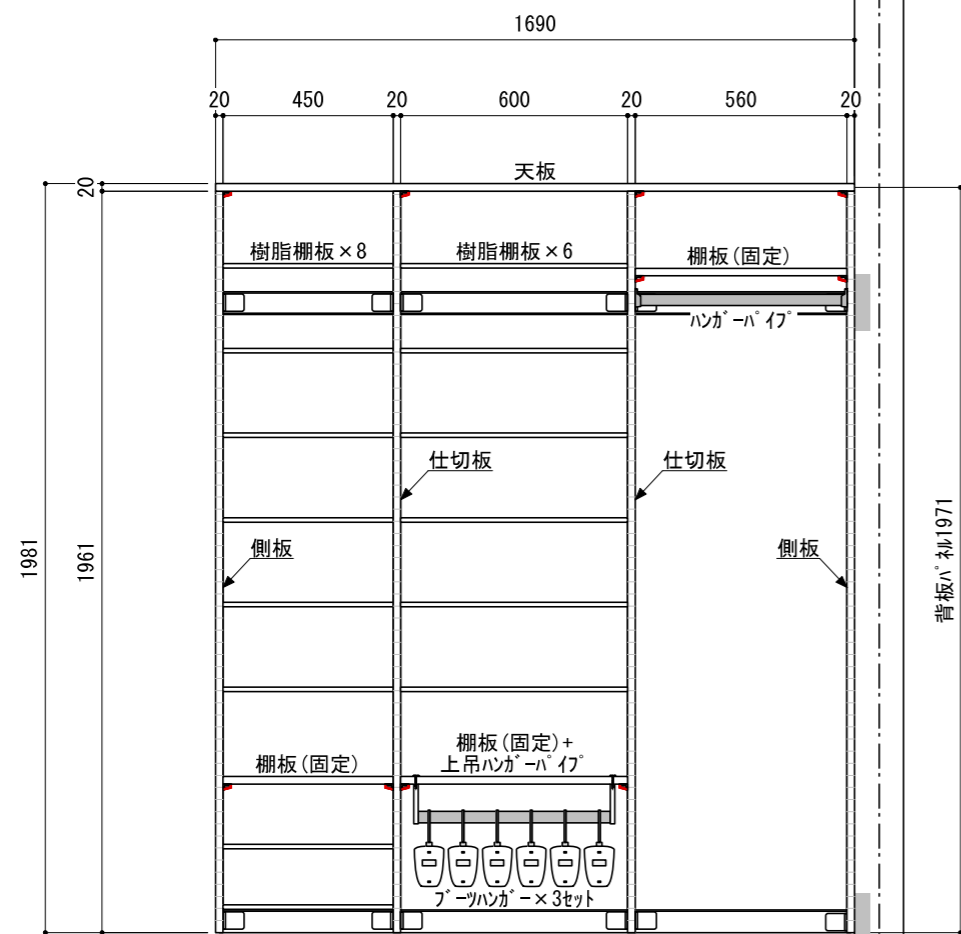 1690
20 450 20 600 20 560 20
天板
20
樹脂棚板×8
樹脂棚板×6
棚板(固定)
ﾊﾝｶﾞｰﾊﾟｲﾌﾟ
仕切板
仕切板
側板
側板
1981
1961
背板ﾊﾟﾈﾙ1971
棚板(固定)
棚板(固定)+
上吊ﾊﾝｶﾞｰﾊﾟｲﾌﾟ
ﾌﾞｰﾂﾊﾝｶﾞｰ×3ｾｯﾄ